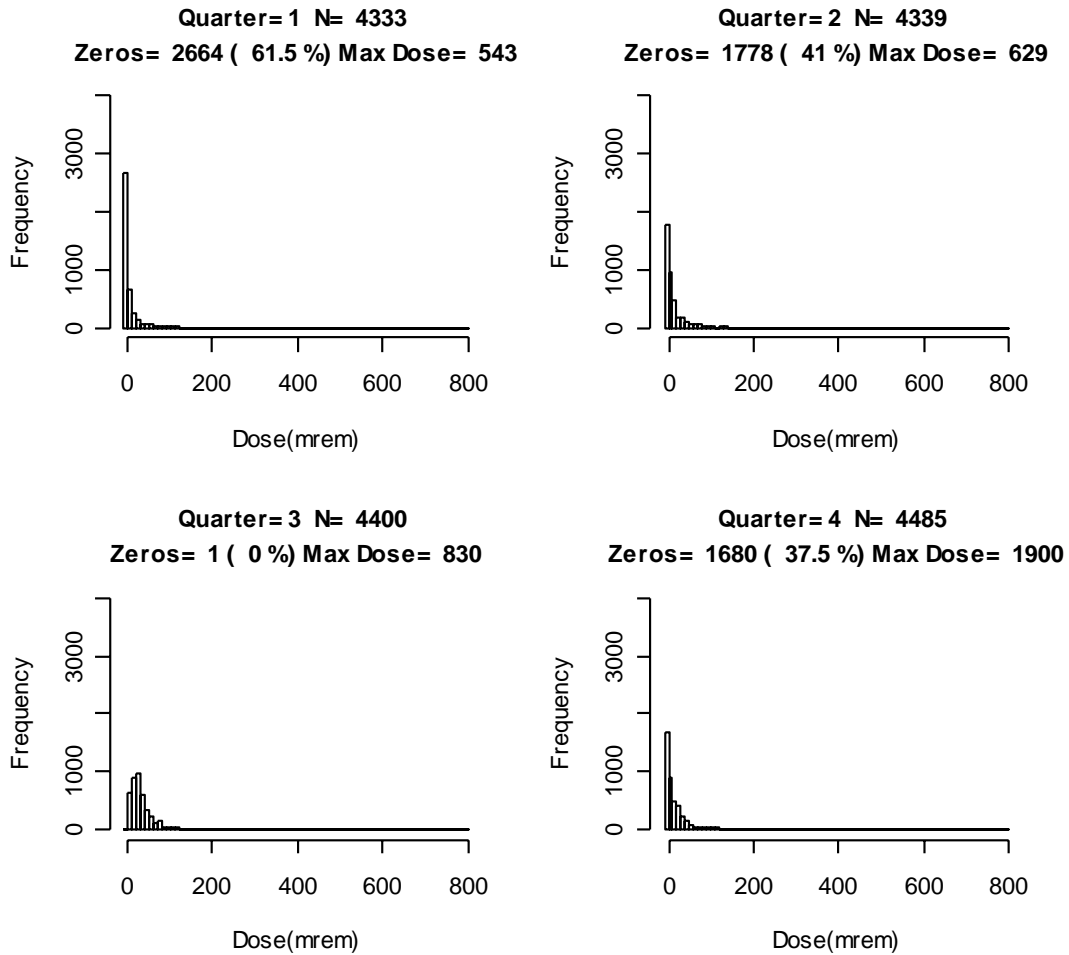 Quarter= 1 N= 4333
Zeros= 2664 ( 61.5 %) Max Dose= 543
Frequency
3000
1000
0
0 200 400 600 800
Dose(mrem)
Quarter= 2 N= 4339
Zeros= 1778 ( 41 %) Max Dose= 629
Frequency
3000
1000
0
0 200 400 600 800
Dose(mrem)
Quarter= 3 N= 4400
Zeros= 1 ( 0 %) Max Dose= 830
Frequency
3000
1000
0
0 200 400 600 800
Dose(mrem)
Quarter= 4 N= 4485
Zeros= 1680 ( 37.5 %) Max Dose= 1900
Frequency
3000
1000
0
0 200 400 600 800
Dose(mrem)